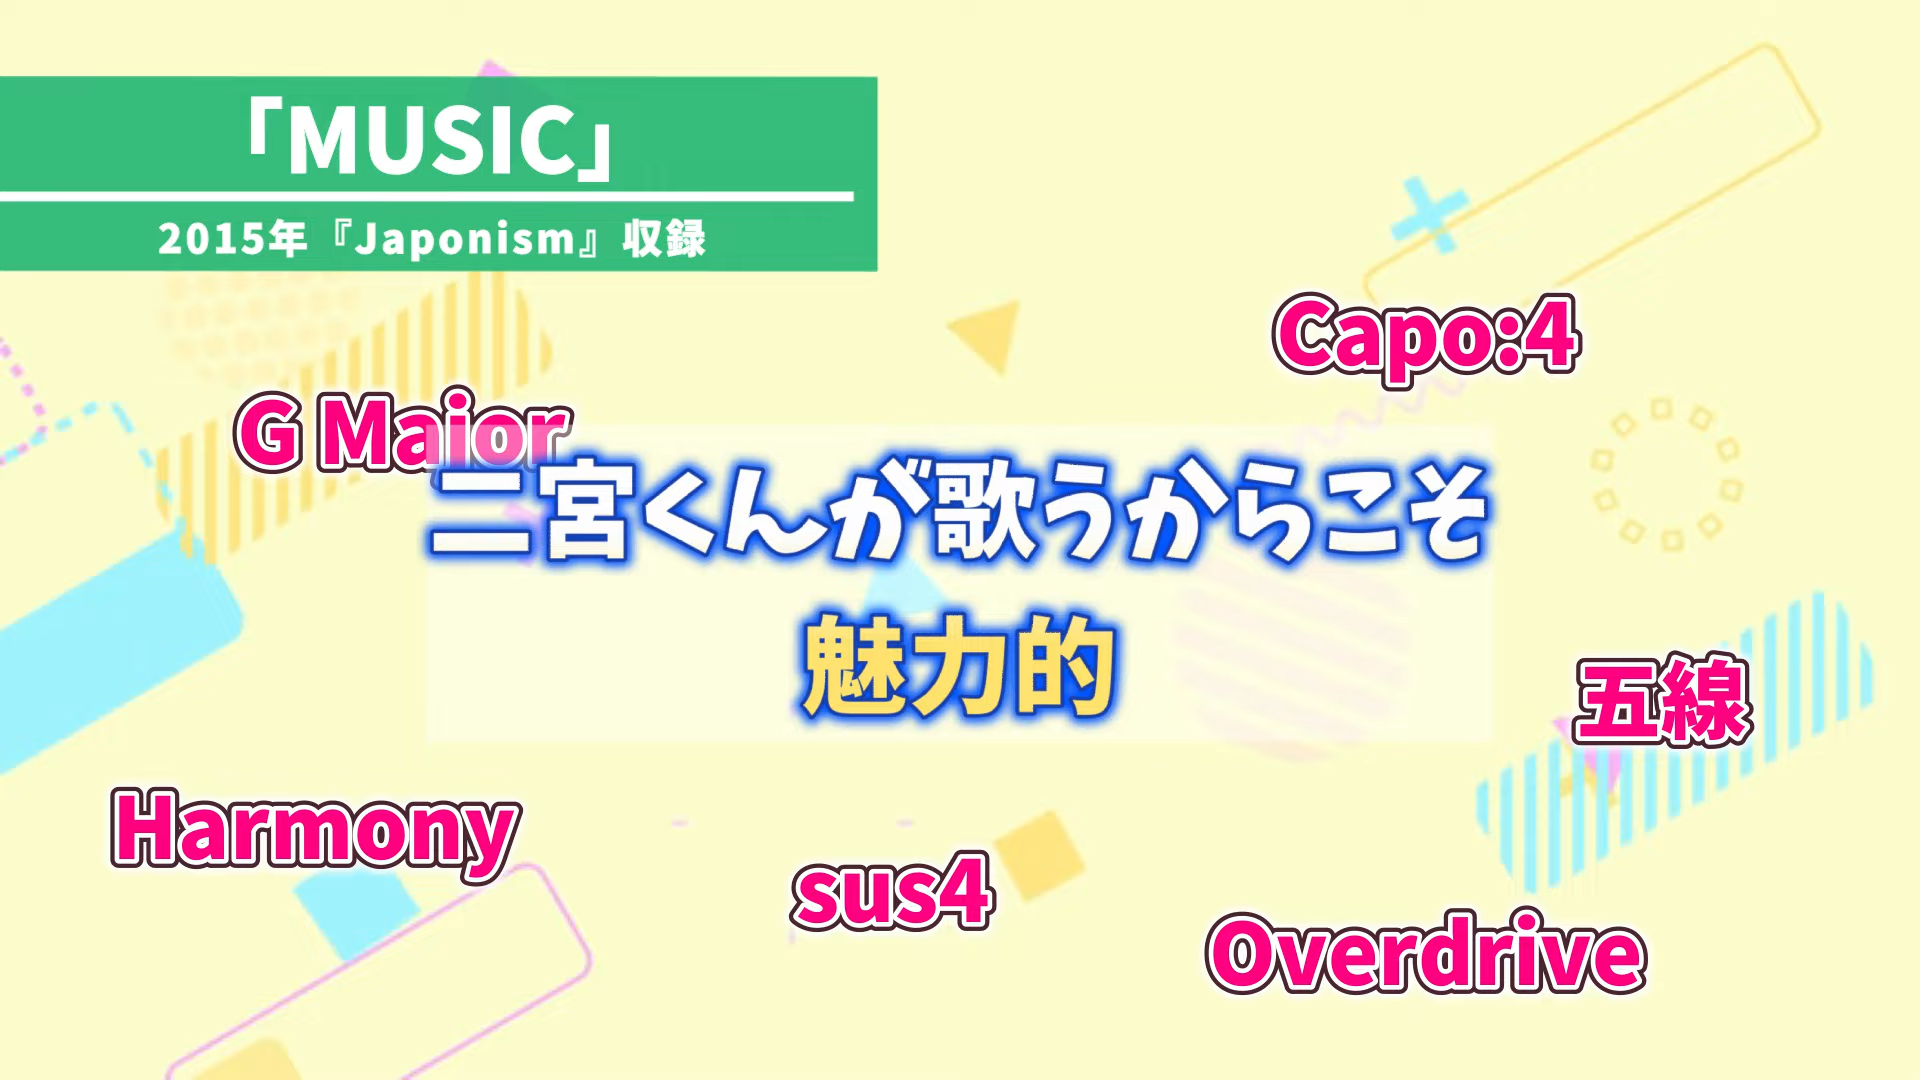 「MUSIC」
2015年『Japonism』収録
Capo:4
G Major
二宮くんが歌うからこそ
魅力的
五線
Harmony
sus4
Overdrive